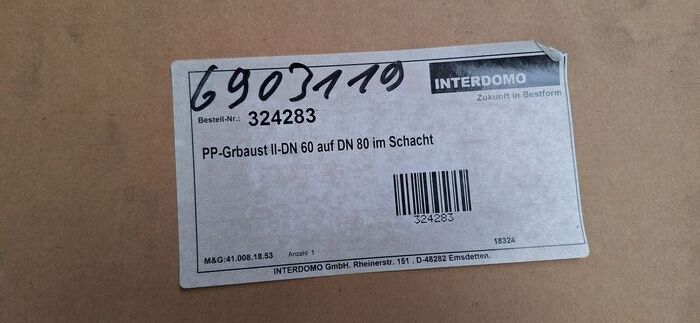 6903119
INTERDOMO
Zukunft in Bestform
Bestell-Nr.: 324283
PP-Grbaust II-DN 60 auf DN 80 im Schacht
324283
18324
M&G:41.008.18.53 Anzahl 1
INTERDOMO GmbH. Rheinerstr. 151 . D-48282 Emsdetten.